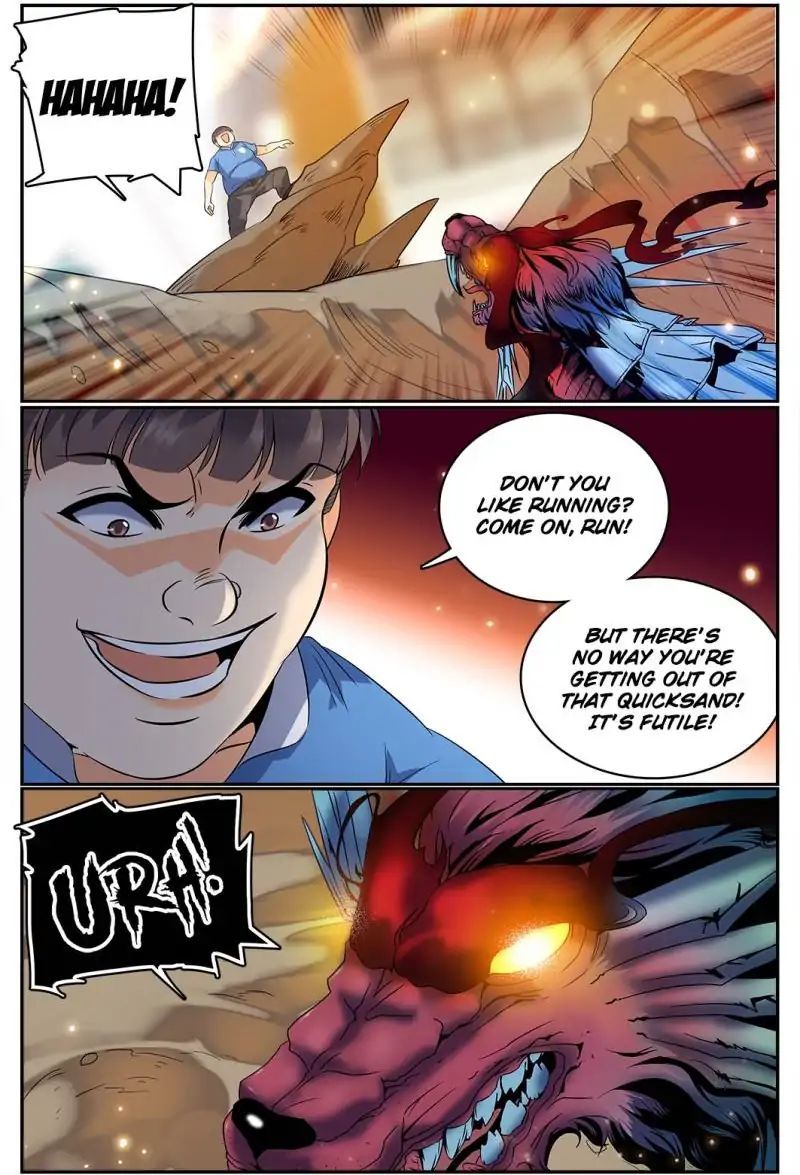 HAHAHA!
DON'T YOU
LIKE RUNNING?
COME ON, RUN!
BUT THERE'S
NO WAY YOU'RE
GETTING OUT OF
THAT QUICKSAND!
IT'S FUTILE!
URH!